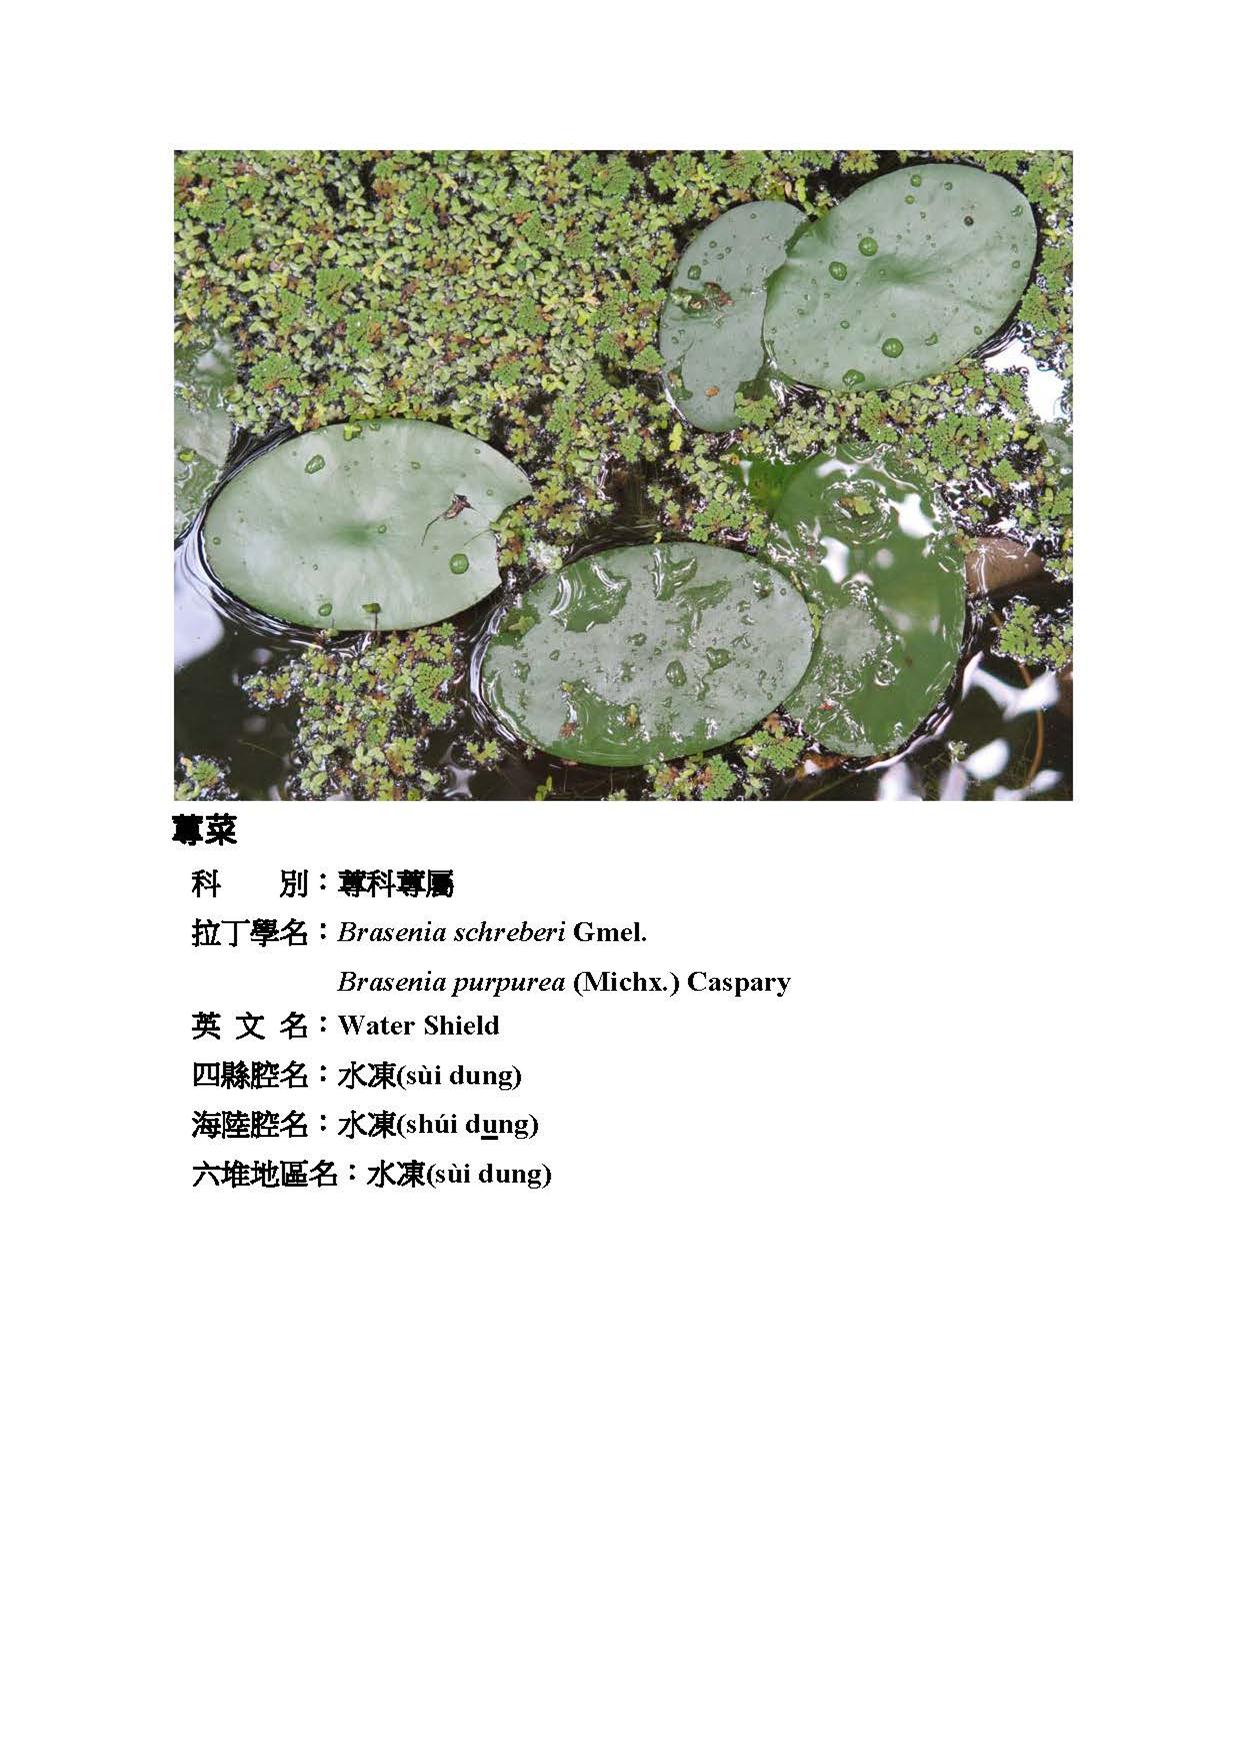 蓴菜
科　　別：蓴科蓴屬
拉丁學名：Brasenia schreberi Gmel.
Brasenia purpurea (Michx.) Caspary
英 文 名：Water Shield
四縣腔名：水凍(sùi dung)
海陸腔名：水凍(shúi du̲ng)
六堆地區名：水凍(sùi dung)